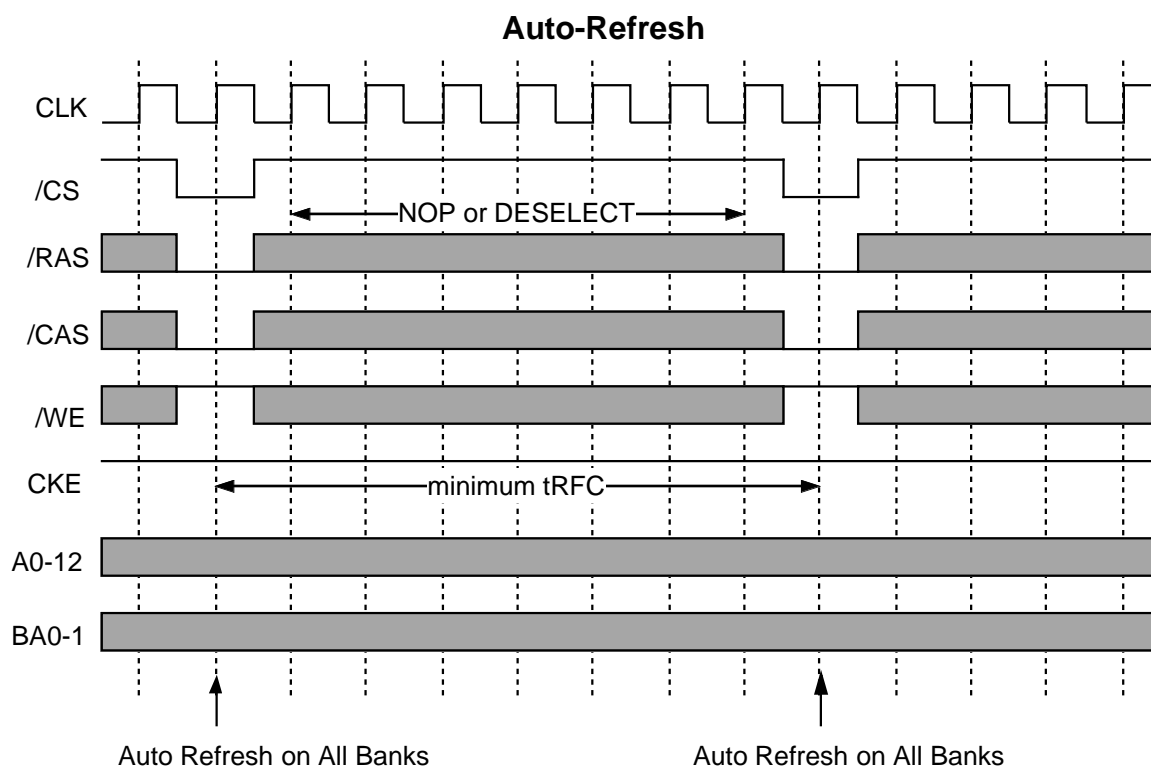 Auto-Refresh
CLK
/CS
NOP or DESELECT
/RAS
/CAS
/WE
CKE
minimum tRFC
A0-12
BA0-1
Auto Refresh on All Banks
Auto Refresh on All Banks